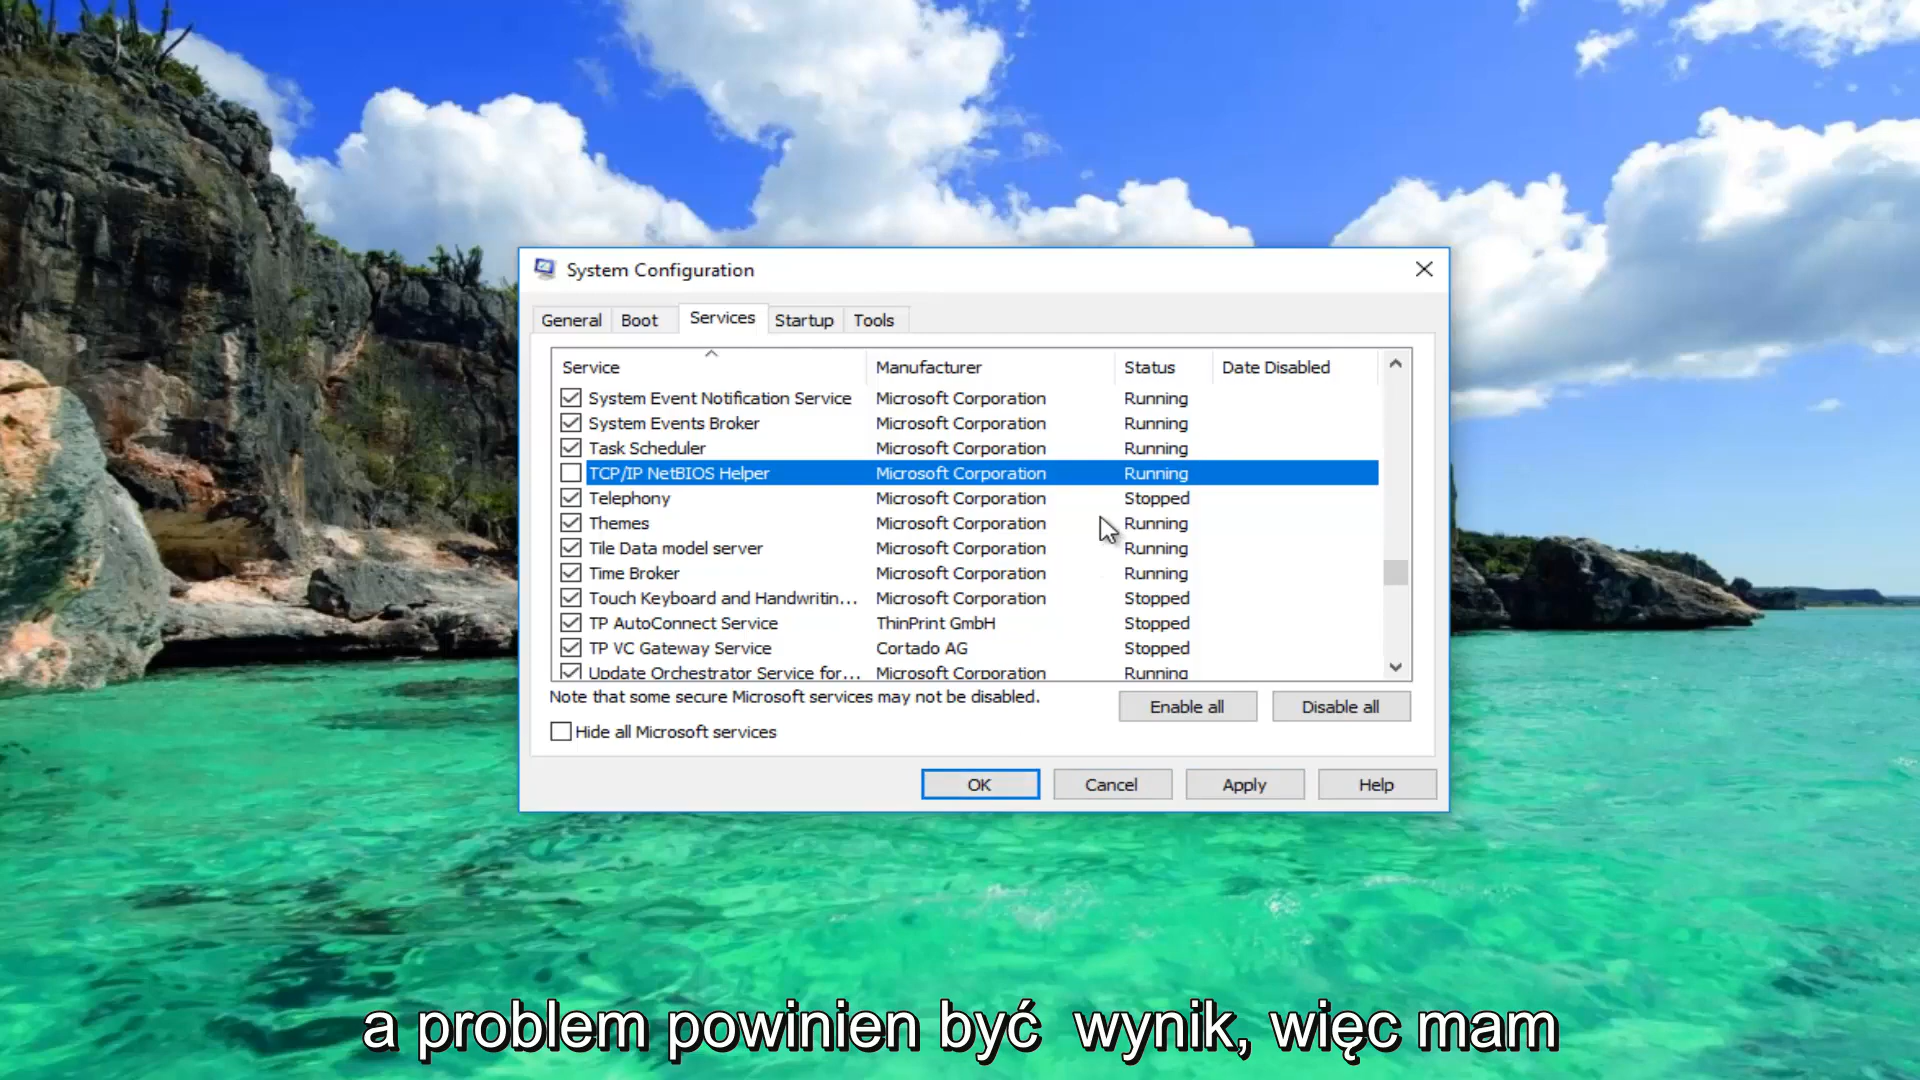 System Configuration
General Boot Services Startup Tools
Service Manufacturer Status Date Disabled
System Event Notification Service Microsoft Corporation Running
System Events Broker Microsoft Corporation Running
Task Scheduler Microsoft Corporation Running
TCP/IP NetBIOS Helper Microsoft Corporation Running
Telephony Microsoft Corporation Stopped
Themes Microsoft Corporation Running
Tile Data model server Microsoft Corporation Running
Time Broker Microsoft Corporation Running
Touch Keyboard and Handwritin... Microsoft Corporation Stopped
TP AutoConnect Service ThinPrint GmbH Stopped
TP VC Gateway Service Cortado AG Stopped
Update Orchestrator Service for... Microsoft Corporation Running
Note that some secure Microsoft services may not be disabled.
Enable all Disable all
Hide all Microsoft services
OK Cancel Apply Help
a problem powinien być wynik, więc mam